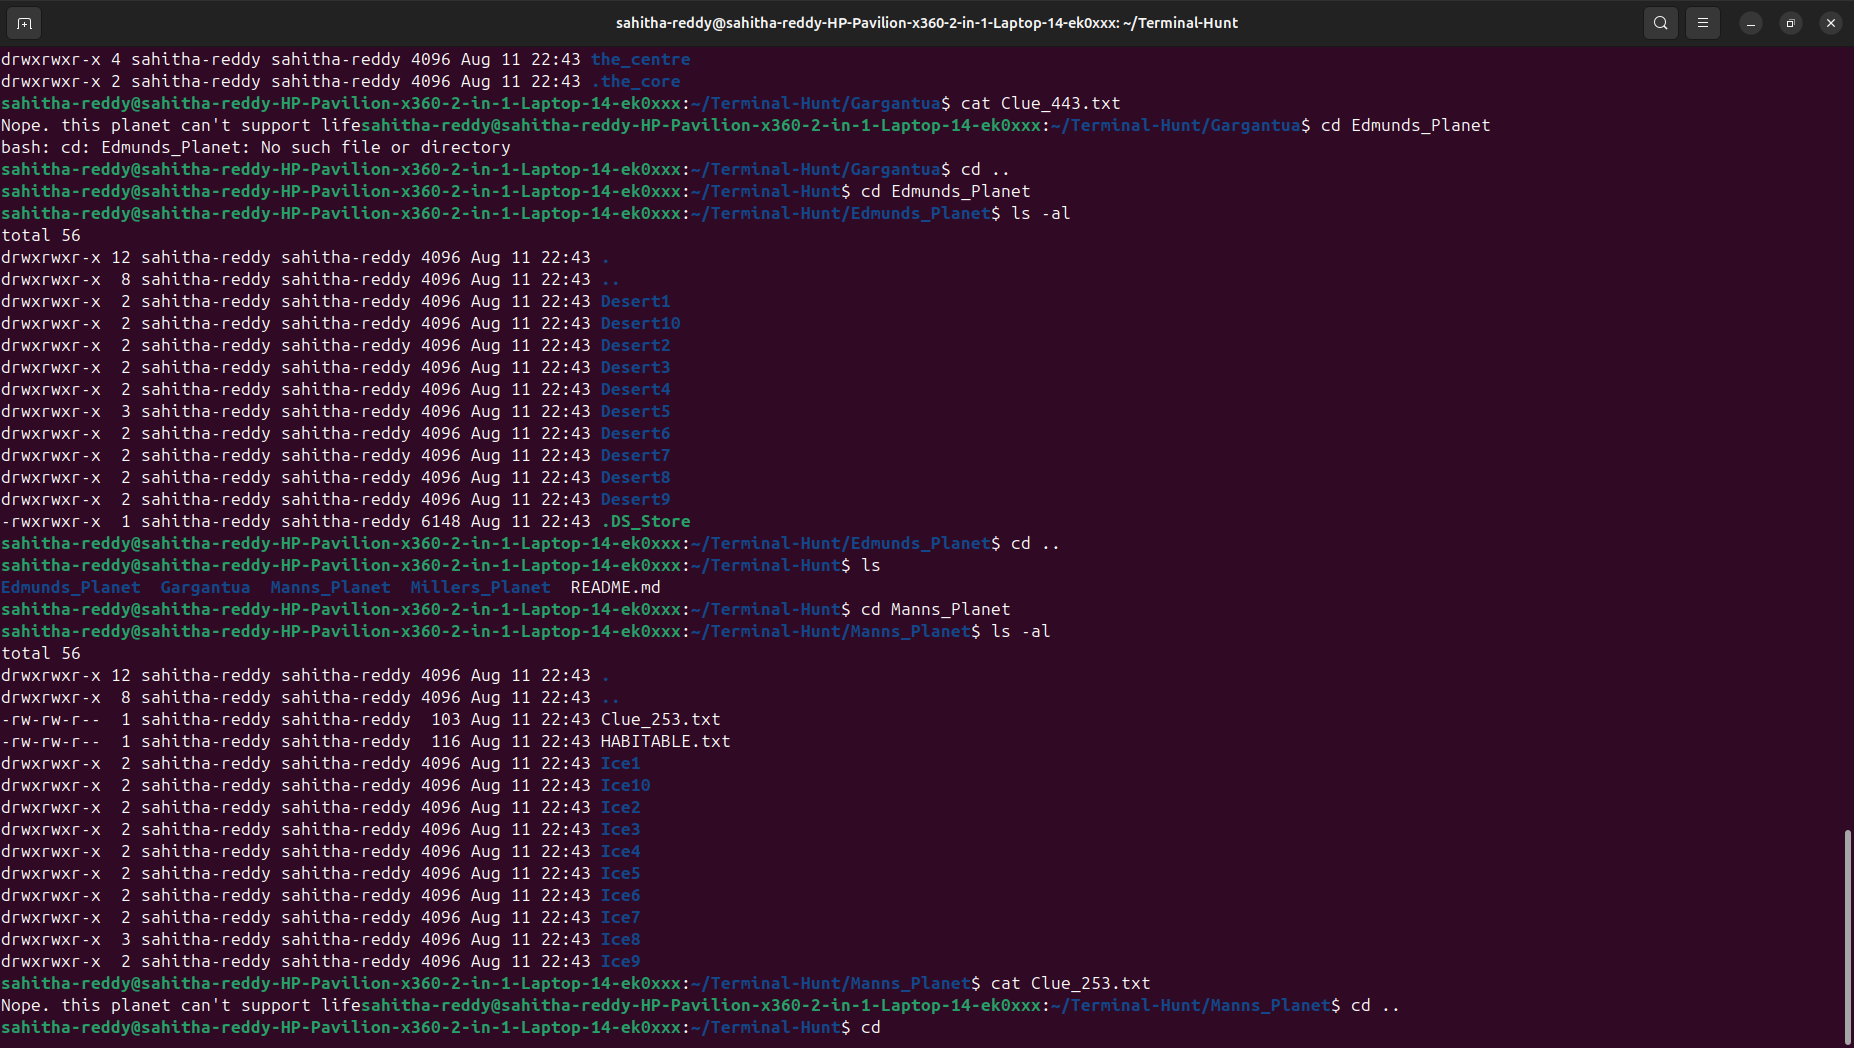 sahitha-reddy@sahitha-reddy-HP-Pavilion-x360-2-in-1-Laptop-14-ek0xxx: ~/Terminal-Hunt
drwxrwxr-x 4 sahitha-reddy sahitha-reddy 4096 Aug 11 22:43 the_centre
drwxrwxr-x 2 sahitha-reddy sahitha-reddy 4096 Aug 11 22:43 .the_core
sahitha-reddy@sahitha-reddy-HP-Pavilion-x360-2-in-1-Laptop-14-ek0xxx:~/Terminal-Hunt/Gargantua$ cat Clue_443.txt
Nope. this planet can't support lifesahitha-reddy@sahitha-reddy-HP-Pavilion-x360-2-in-1-Laptop-14-ek0xxx:~/Terminal-Hunt/Gargantua$ cd Edmunds_Planet
bash: cd: Edmunds_Planet: No such file or directory
sahitha-reddy@sahitha-reddy-HP-Pavilion-x360-2-in-1-Laptop-14-ek0xxx:~/Terminal-Hunt/Gargantua$ cd ..
sahitha-reddy@sahitha-reddy-HP-Pavilion-x360-2-in-1-Laptop-14-ek0xxx:~/Terminal-Hunt$ cd Edmunds_Planet
sahitha-reddy@sahitha-reddy-HP-Pavilion-x360-2-in-1-Laptop-14-ek0xxx:~/Terminal-Hunt/Edmunds_Planet$ ls -al
total 56
drwxrwxr-x 12 sahitha-reddy sahitha-reddy 4096 Aug 11 22:43 .
drwxrwxr-x  8 sahitha-reddy sahitha-reddy 4096 Aug 11 22:43 ..
drwxrwxr-x  2 sahitha-reddy sahitha-reddy 4096 Aug 11 22:43 Desert1
drwxrwxr-x  2 sahitha-reddy sahitha-reddy 4096 Aug 11 22:43 Desert10
drwxrwxr-x  2 sahitha-reddy sahitha-reddy 4096 Aug 11 22:43 Desert2
drwxrwxr-x  2 sahitha-reddy sahitha-reddy 4096 Aug 11 22:43 Desert3
drwxrwxr-x  2 sahitha-reddy sahitha-reddy 4096 Aug 11 22:43 Desert4
drwxrwxr-x  3 sahitha-reddy sahitha-reddy 4096 Aug 11 22:43 Desert5
drwxrwxr-x  2 sahitha-reddy sahitha-reddy 4096 Aug 11 22:43 Desert6
drwxrwxr-x  2 sahitha-reddy sahitha-reddy 4096 Aug 11 22:43 Desert7
drwxrwxr-x  2 sahitha-reddy sahitha-reddy 4096 Aug 11 22:43 Desert8
drwxrwxr-x  2 sahitha-reddy sahitha-reddy 4096 Aug 11 22:43 Desert9
-rwxrwxr-x  1 sahitha-reddy sahitha-reddy 6148 Aug 11 22:43 .DS_Store
sahitha-reddy@sahitha-reddy-HP-Pavilion-x360-2-in-1-Laptop-14-ek0xxx:~/Terminal-Hunt/Edmunds_Planet$ cd ..
sahitha-reddy@sahitha-reddy-HP-Pavilion-x360-2-in-1-Laptop-14-ek0xxx:~/Terminal-Hunt$ ls
Edmunds_Planet  Gargantua  Manns_Planet  Millers_Planet  README.md
sahitha-reddy@sahitha-reddy-HP-Pavilion-x360-2-in-1-Laptop-14-ek0xxx:~/Terminal-Hunt$ cd Manns_Planet
sahitha-reddy@sahitha-reddy-HP-Pavilion-x360-2-in-1-Laptop-14-ek0xxx:~/Terminal-Hunt/Manns_Planet$ ls -al
total 56
drwxrwxr-x 12 sahitha-reddy sahitha-reddy 4096 Aug 11 22:43 .
drwxrwxr-x  8 sahitha-reddy sahitha-reddy 4096 Aug 11 22:43 ..
-rw-rw-r--  1 sahitha-reddy sahitha-reddy  103 Aug 11 22:43 Clue_253.txt
-rw-rw-r--  1 sahitha-reddy sahitha-reddy  116 Aug 11 22:43 HABITABLE.txt
drwxrwxr-x  2 sahitha-reddy sahitha-reddy 4096 Aug 11 22:43 Ice1
drwxrwxr-x  2 sahitha-reddy sahitha-reddy 4096 Aug 11 22:43 Ice10
drwxrwxr-x  2 sahitha-reddy sahitha-reddy 4096 Aug 11 22:43 Ice2
drwxrwxr-x  2 sahitha-reddy sahitha-reddy 4096 Aug 11 22:43 Ice3
drwxrwxr-x  2 sahitha-reddy sahitha-reddy 4096 Aug 11 22:43 Ice4
drwxrwxr-x  2 sahitha-reddy sahitha-reddy 4096 Aug 11 22:43 Ice5
drwxrwxr-x  2 sahitha-reddy sahitha-reddy 4096 Aug 11 22:43 Ice6
drwxrwxr-x  2 sahitha-reddy sahitha-reddy 4096 Aug 11 22:43 Ice7
drwxrwxr-x  3 sahitha-reddy sahitha-reddy 4096 Aug 11 22:43 Ice8
drwxrwxr-x  2 sahitha-reddy sahitha-reddy 4096 Aug 11 22:43 Ice9
sahitha-reddy@sahitha-reddy-HP-Pavilion-x360-2-in-1-Laptop-14-ek0xxx:~/Terminal-Hunt/Manns_Planet$ cat Clue_253.txt
Nope. this planet can't support lifesahitha-reddy@sahitha-reddy-HP-Pavilion-x360-2-in-1-Laptop-14-ek0xxx:~/Terminal-Hunt/Manns_Planet$ cd ..
sahitha-reddy@sahitha-reddy-HP-Pavilion-x360-2-in-1-Laptop-14-ek0xxx:~/Terminal-Hunt$ cd